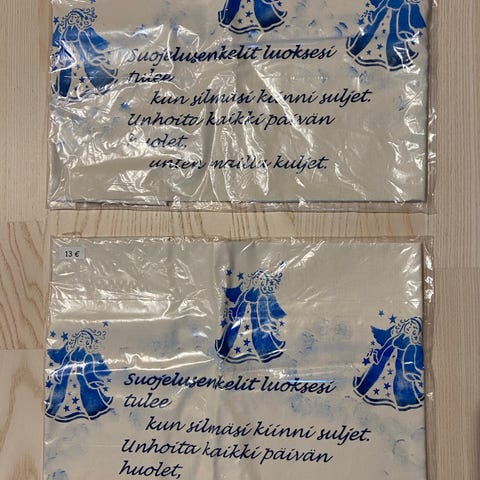 Suojelusenkelit luoksesi
tulee
kun silmäsi kiinni suljet.
Unhoita kaikki päivän
huolet,
unten mailla kuljet.
13 €
Suojelusenkelit luoksesi
tulee
kun silmäsi kiinni suljet.
Unhoita kaikki päivän
huolet,